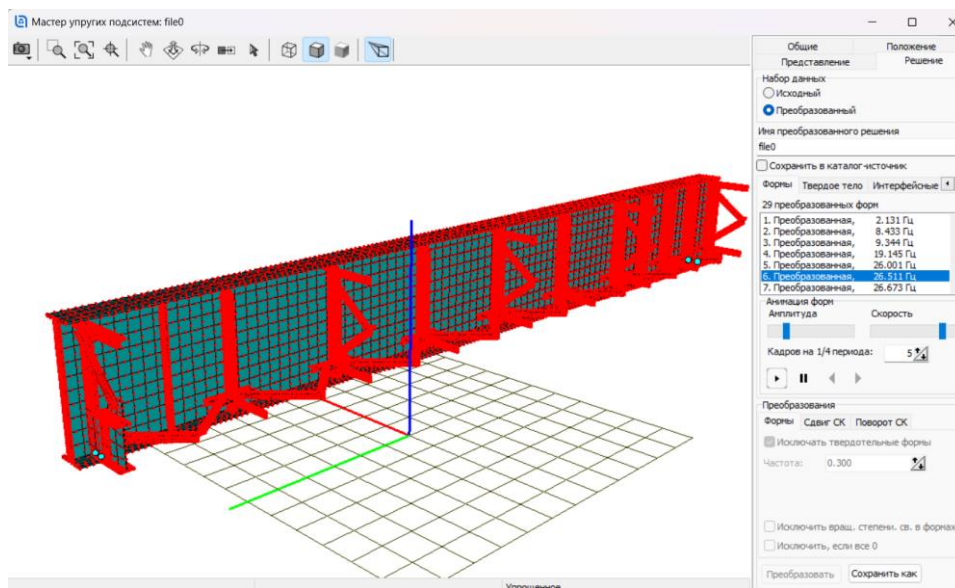 Мастер упругих подсистем: file0
Общие
Положение
Представление
Решение
Набор данных
Исходный
Преобразованный
Имя преобразованного решения
file0
Сохранить в каталог-источник
Формы Твердое тело Интерфейсные
29 преобразованных форм
1. Преобразованная, 2.131 Гц
2. Преобразованная, 8.433 Гц
3. Преобразованная, 9.344 Гц
4. Преобразованная, 19.145 Гц
5. Преобразованная, 26.001 Гц
6. Преобразованная, 26.511 Гц
7. Преобразованная, 26.673 Гц
Анимация форм
Амплитуда Скорость
Кадров на 1/4 периода: 5
Преобразования
Формы Сдвиг СК Поворот СК
Исключать твердотельные формы
Частота: 0.300
Исключить вращ. степени. св. в формах
Исключить, если все 0
Преобразовать Сохранить как
Упрощенное